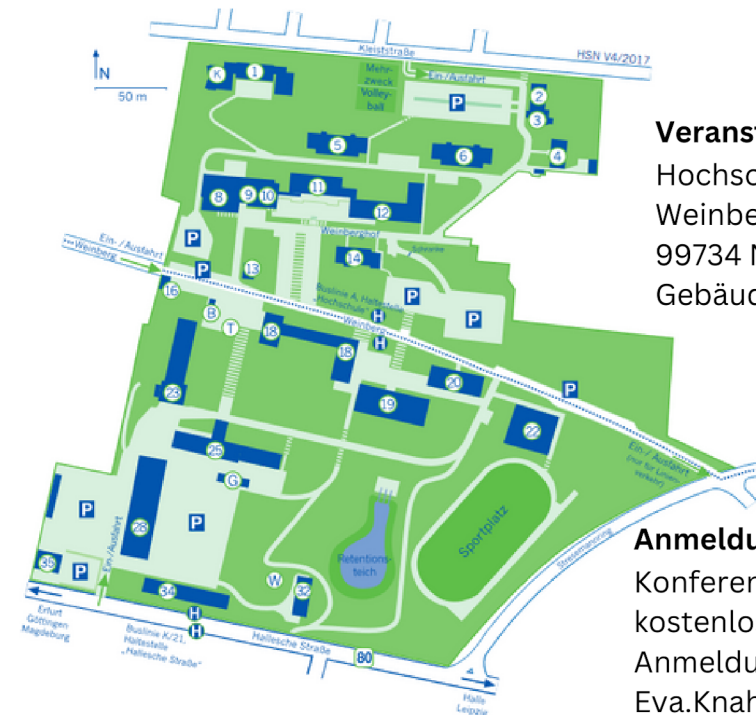 Kleiststraße
HSN V4/2017
N
50 m
K
1
Mehr-
zweck
Volley-
ball
Ein-/Ausfahrt
P
2
3
4
5
6
8
9
10
11
12
Weinberghof
P
Ein-/Ausfahrt
Weinberg
P
13
14
Schranke
P
P
16
Buslinie A, Haltestelle
„Hochschule“
H
Weinberg
H
B
T
18
18
19
20
P
22
23
25
G
Ein-/Ausfahrt
(nur für Linien-
verkehr)
P
28
P
Ein-/Ausfahrt
35
P
34
W
32
Retentions-
teich
Sportplatz
Stresemannring
Erfurt
Göttingen
Magdeburg
Buslinie K/21,
Haltestelle
„Hallesche Straße“
H
H
Hallesche Straße
80
Halle
Leipzig
Veranst
Hochsc
Weinbe
99734 N
Gebäud
Anmeldu
Konferen
kostenlo
Anmeldu
Eva.Knah